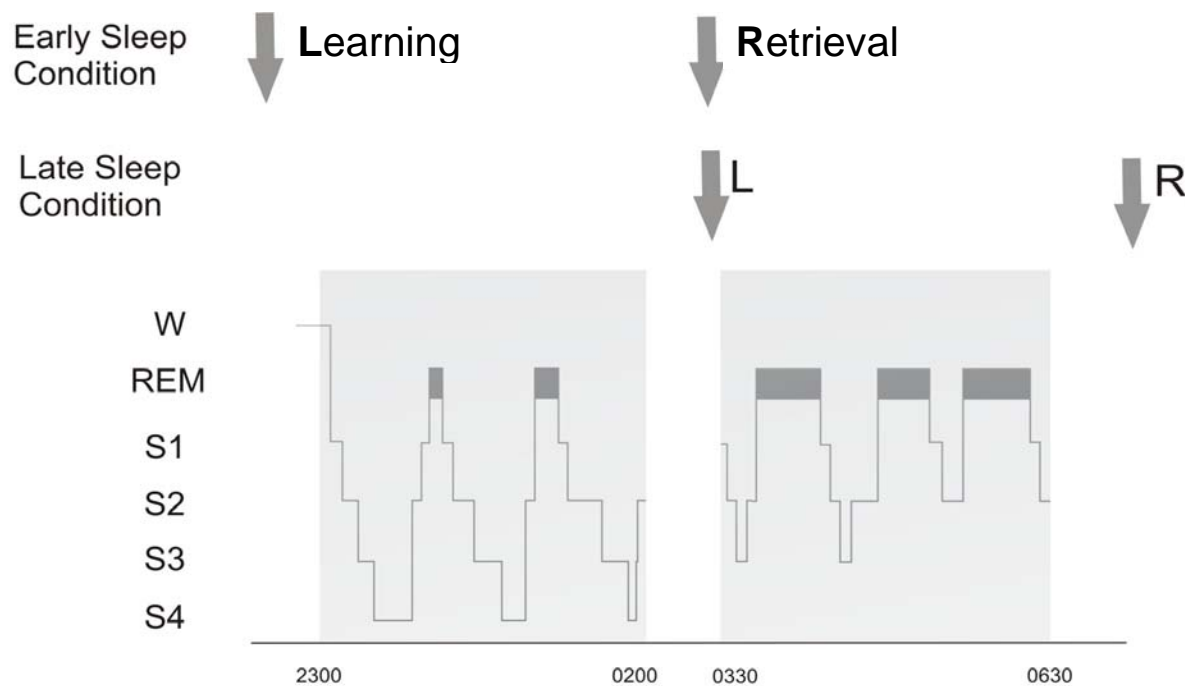 Early Sleep
Condition
Learning
Retrieval
Late Sleep
Condition
L
R
W
REM
S1
S2
S3
S4
2300
0200
0330
0630